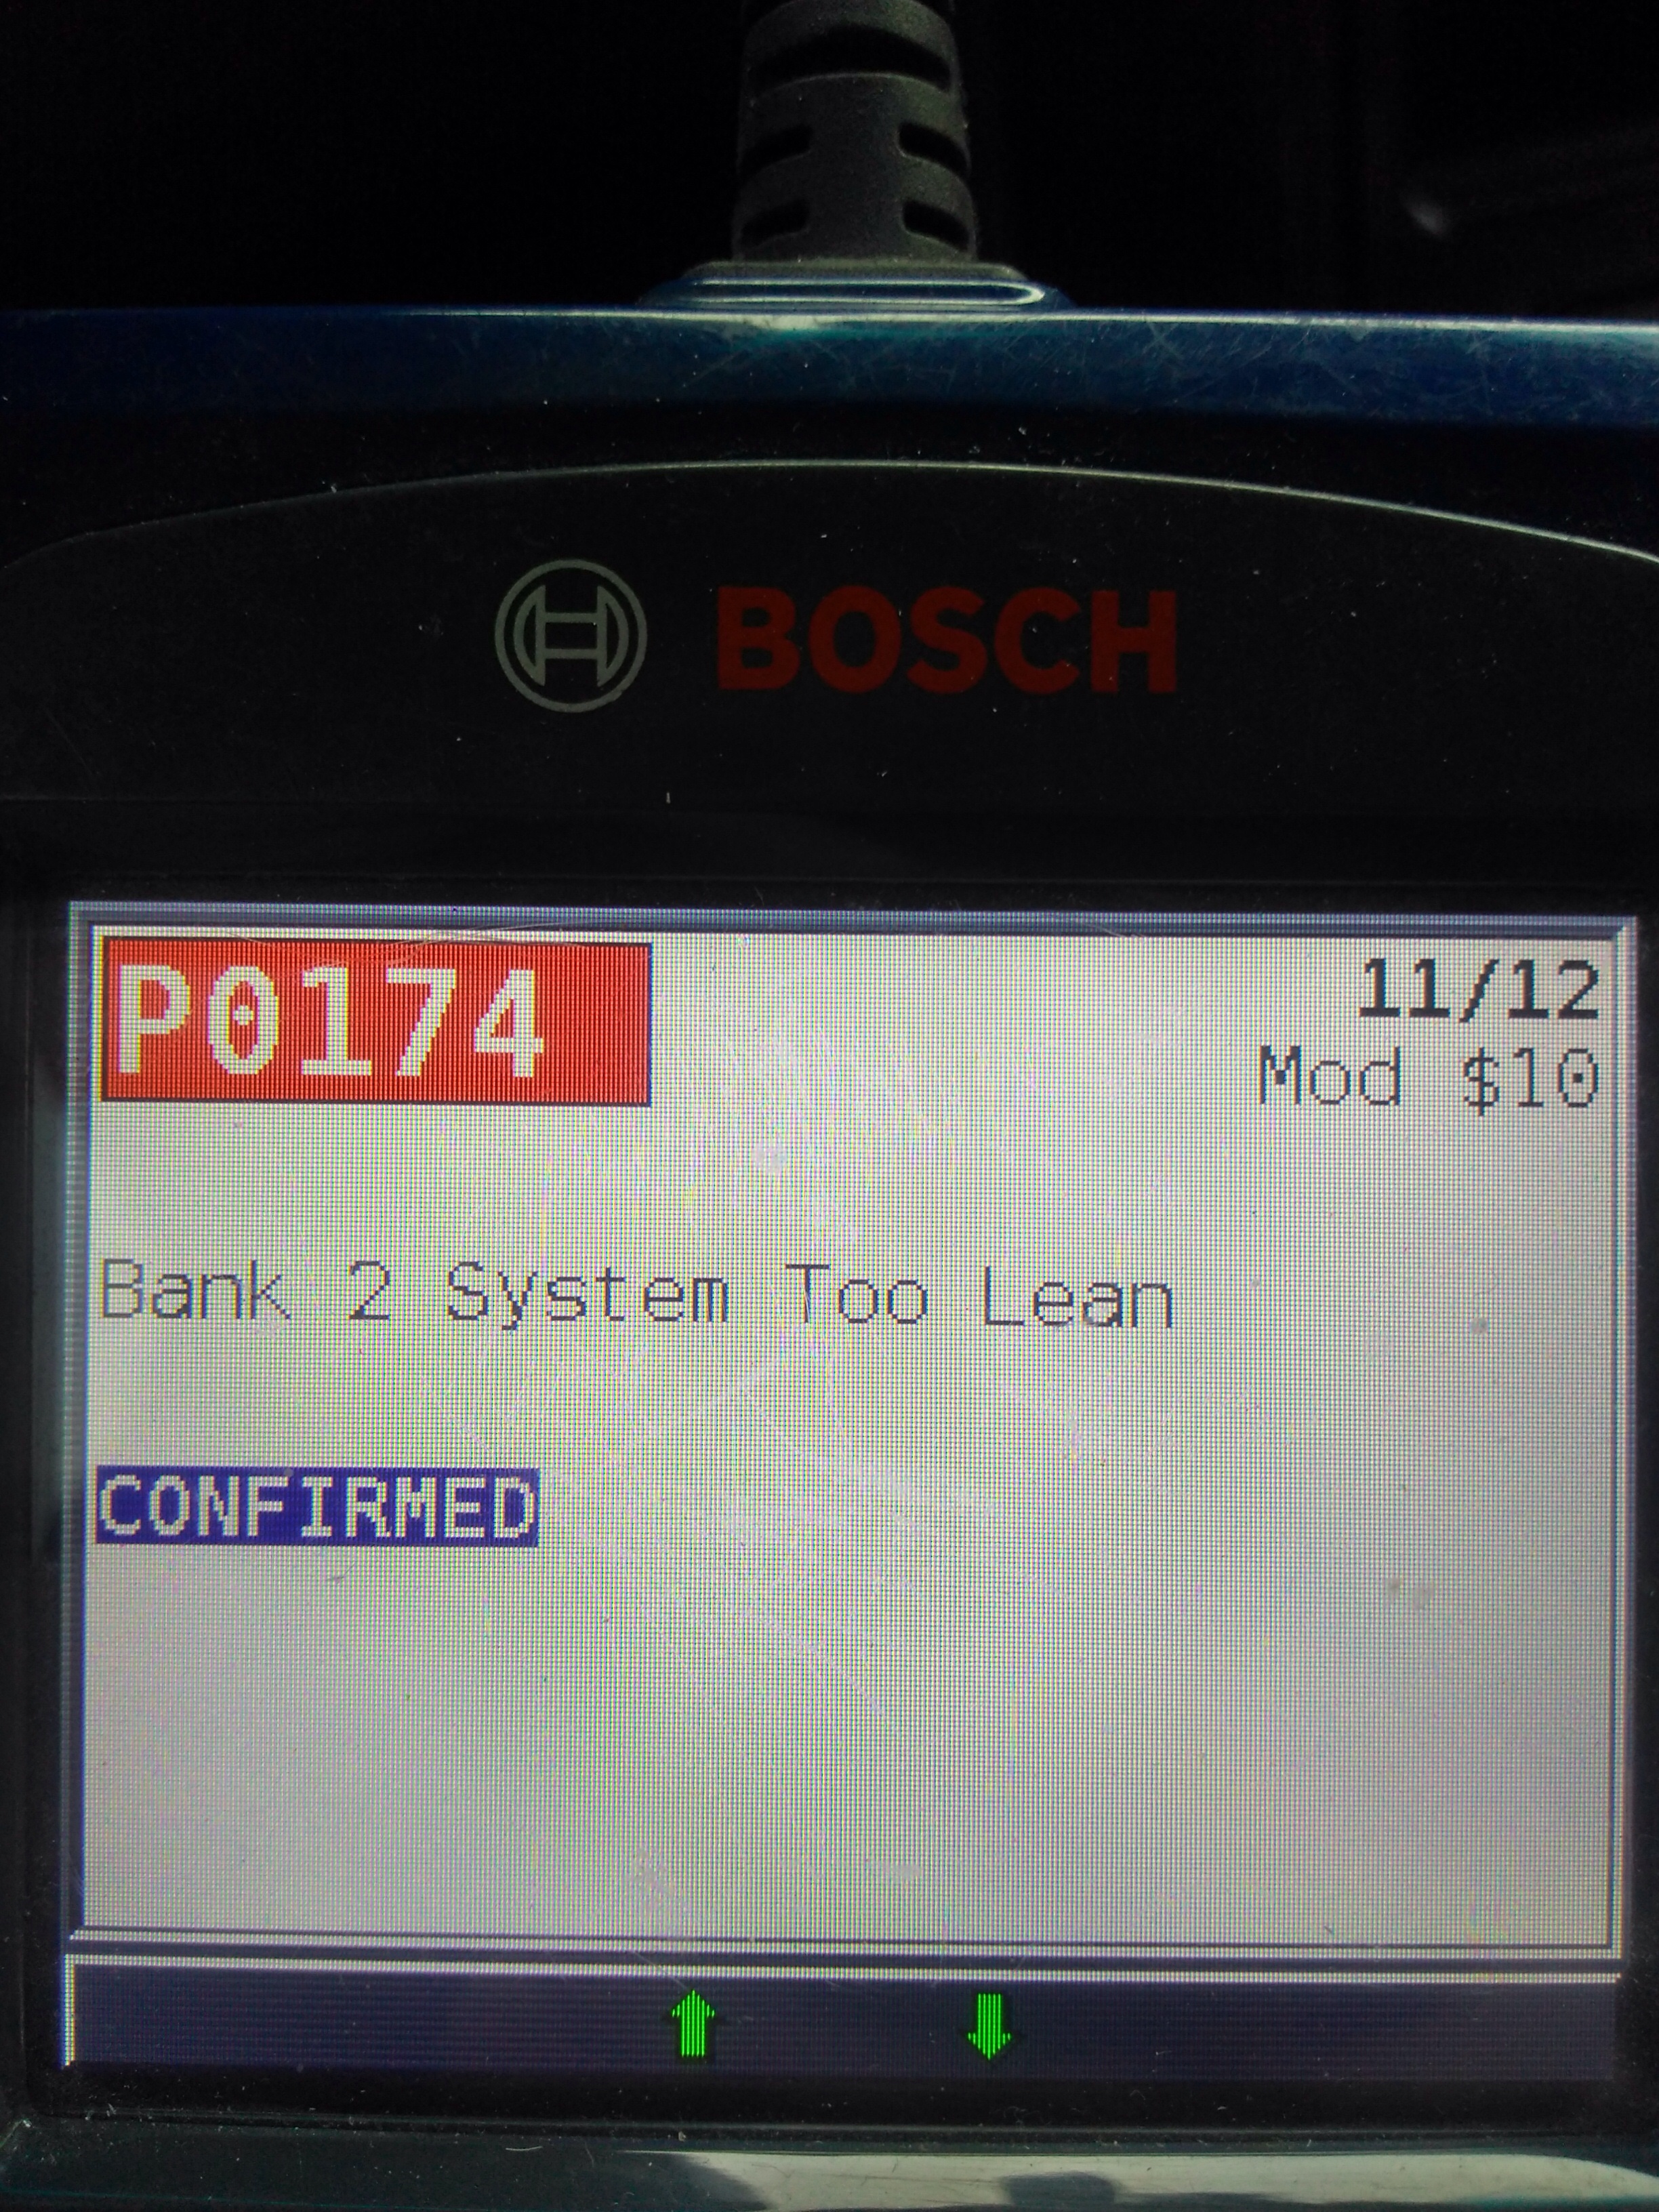 BOSCH
P0174
11/12
Mod $10
Bank 2 System Too Lean
CONFIRMED